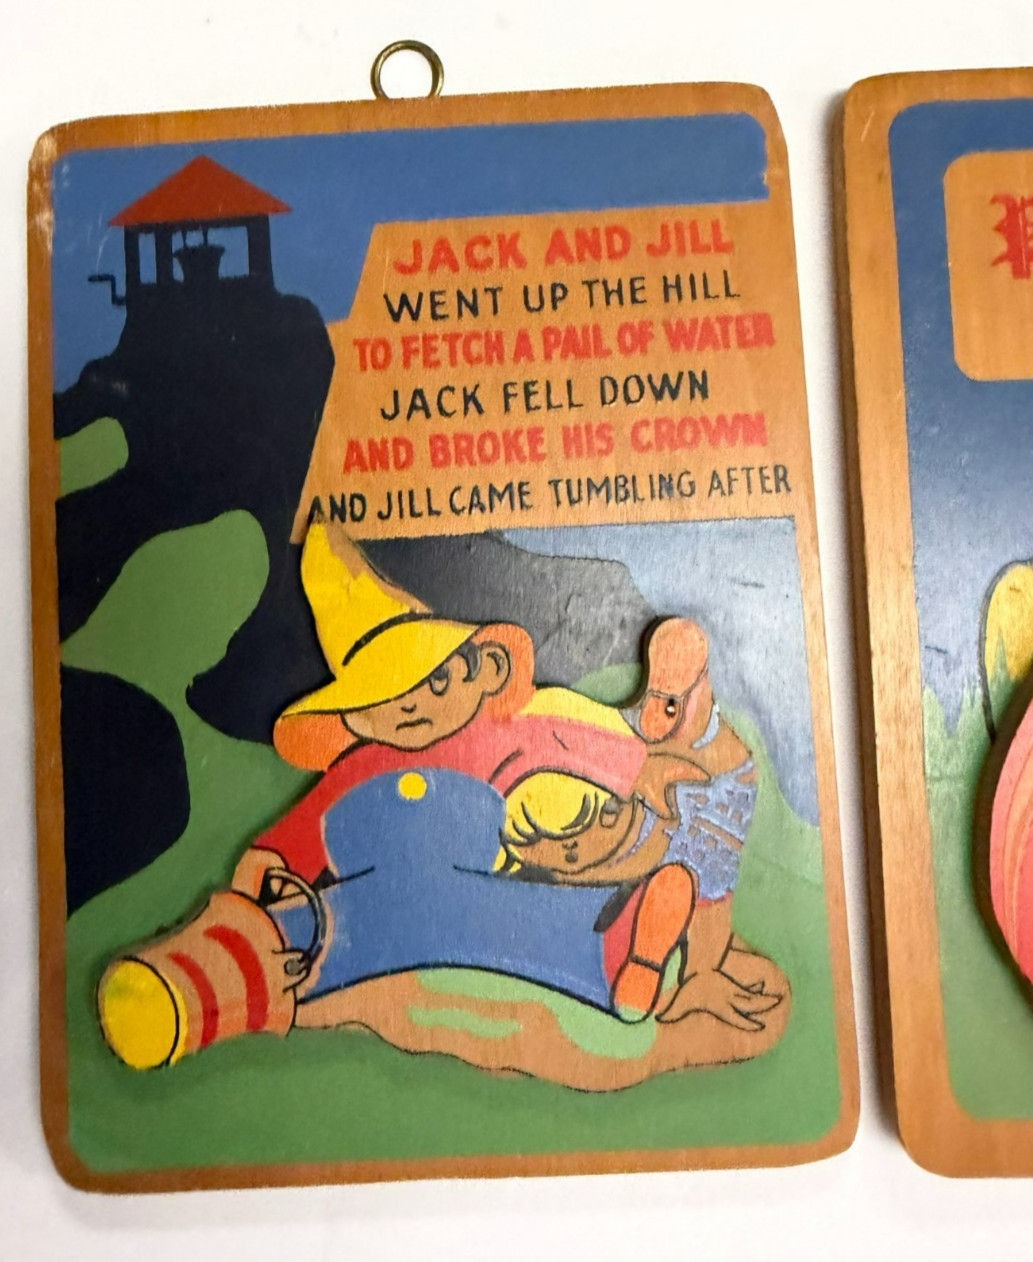 JACK AND JILL
WENT UP THE HILL
TO FETCH A PAIL OF WATER
JACK FELL DOWN
AND BROKE HIS CROWN
AND JILL CAME TUMBLING AFTER